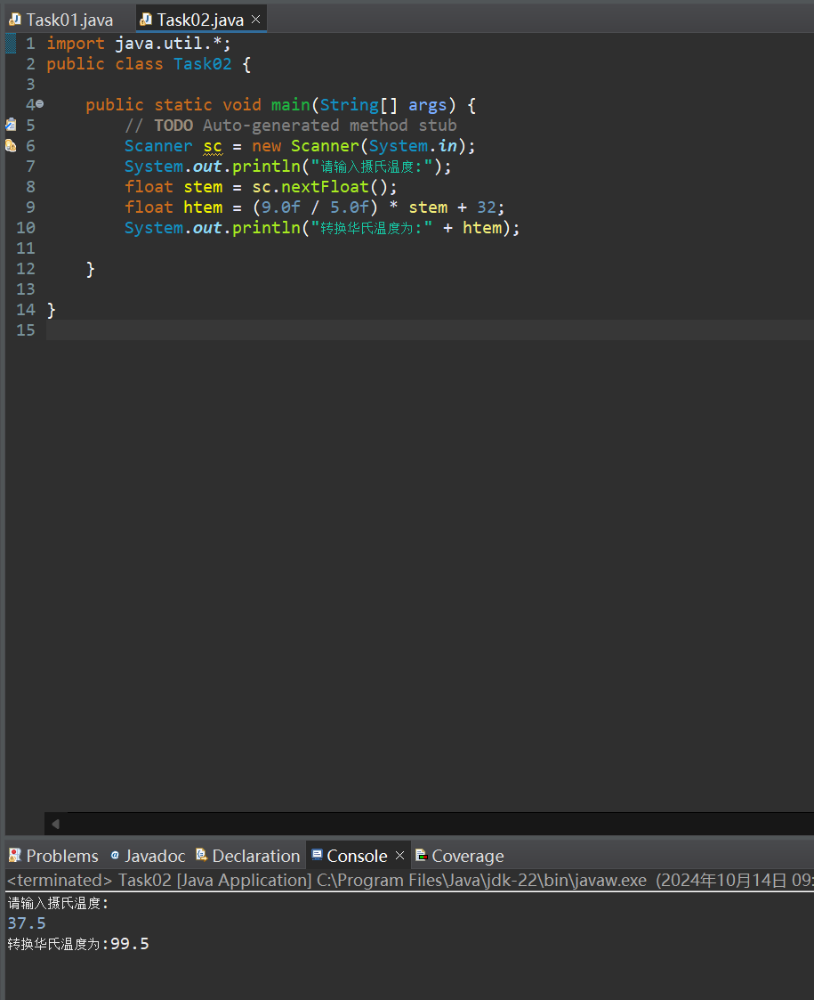 Task01.java Task02.java
1 import java.util.*;
2 public class Task02 {
3
4 public static void main(String[] args) {
5 // TODO Auto-generated method stub
6 Scanner sc = new Scanner(System.in);
7 System.out.println("请输入摄氏温度:");
8 float stem = sc.nextFloat();
9 float htem = (9.0f / 5.0f) * stem + 32;
10 System.out.println("转换华氏温度为:" + htem);
11
12 }
13
14 }
15
Problems Javadoc Declaration Console Coverage
<terminated> Task02 [Java Application] C:\Program Files\Java\jdk-22\bin\javaw.exe (2024年10月14日 09:
请输入摄氏温度:
37.5
转换华氏温度为:99.5